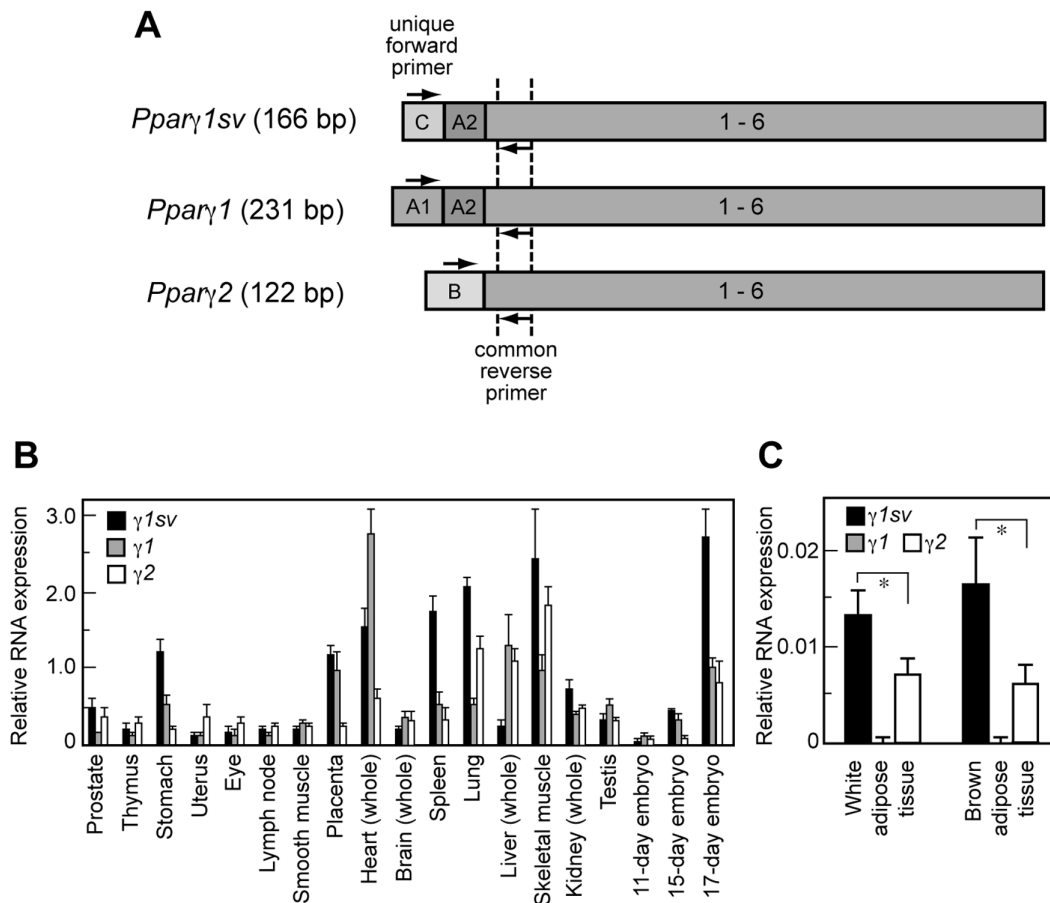 A
unique
forward
primer
Pparγ1sv (166 bp)
C
A2
1 - 6
Pparγ1 (231 bp)
A1
A2
1 - 6
Pparγ2 (122 bp)
B
1 - 6
common
reverse
primer
B
Relative RNA expression
3.0
2.0
1.0
0
γ1sv
γ1
γ2
Prostate
Thymus
Stomach
Uterus
Eye
Lymph node
Smooth muscle
Placenta
Heart (whole)
Brain (whole)
Spleen
Lung
Liver (whole)
Skeletal muscle
Kidney (whole)
Testis
11-day embryo
15-day embryo
17-day embryo
C
Relative RNA expression
0.02
0.01
0
γ1sv
γ1 γ2
*
*
White
adipose
tissue
Brown
adipose
tissue